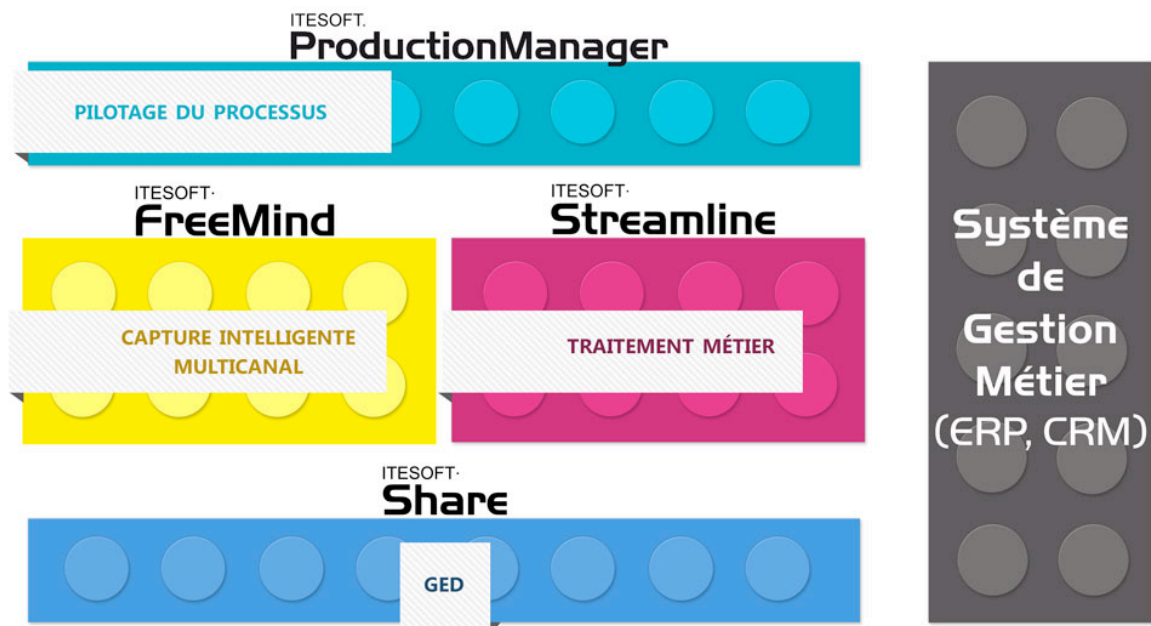 ITESOFT.
ProductionManager
PILOTAGE DU PROCESSUS
ITESOFT·
FreeMind
CAPTURE INTELLIGENTE
MULTICANAL
ITESOFT·
Streamline
TRAITEMENT MÉTIER
ITESOFT·
Share
GED
Système
de
Gestion
Métier
(ERP, CRM)